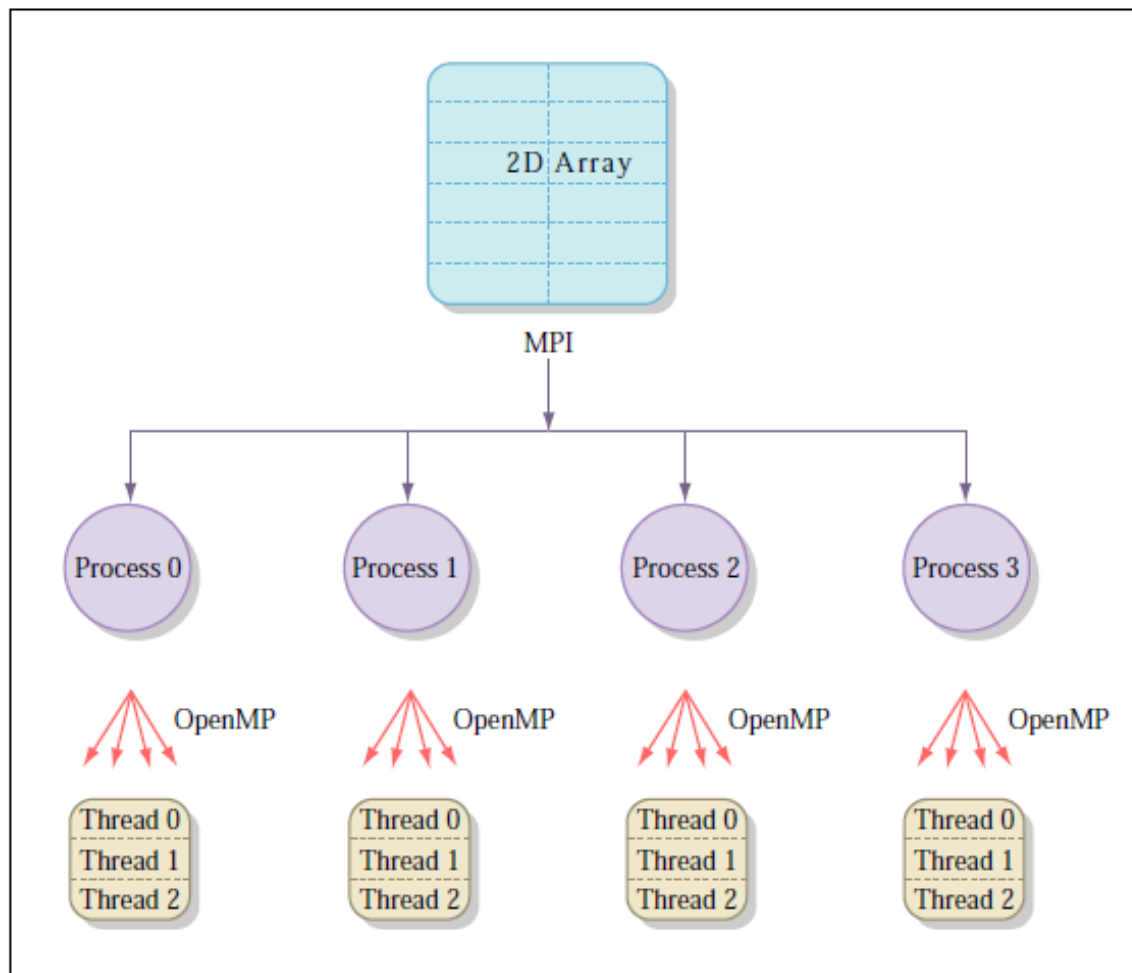 2D Array
MPI
Process 0 Process 1 Process 2 Process 3
OpenMP OpenMP OpenMP OpenMP
Thread 0 Thread 0 Thread 0 Thread 0
Thread 1 Thread 1 Thread 1 Thread 1
Thread 2 Thread 2 Thread 2 Thread 2